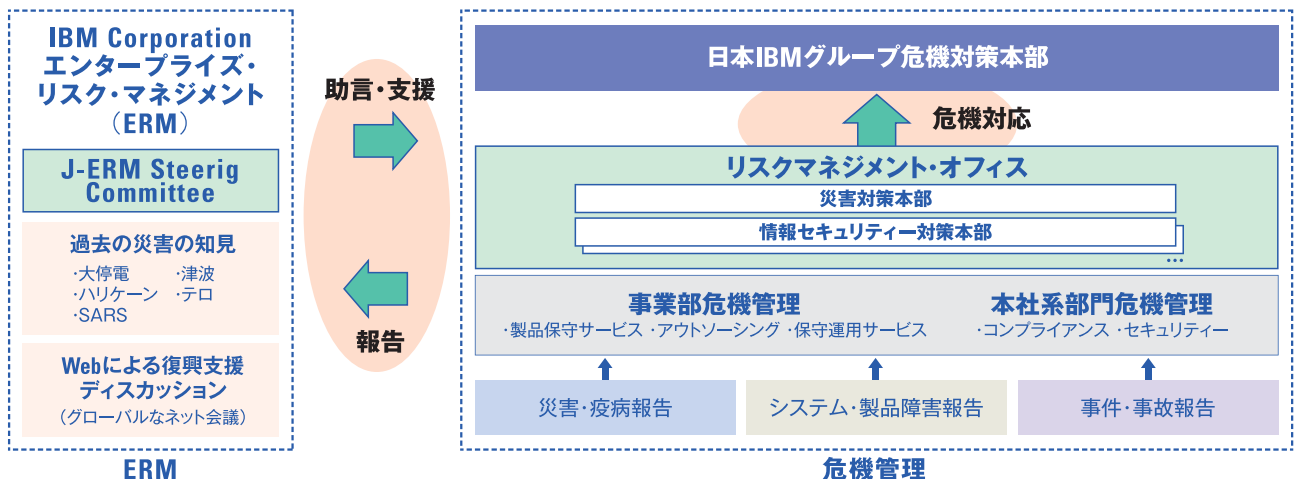 IBM Corporation
エンタープライズ・
リスク・マネジメント
（ERM）
J-ERM Steerig
Committee
過去の災害の知見
・大停電 ・津波
・ハリケーン ・テロ
・SARS
Webによる復興支援
ディスカッション
（グローバルなネット会議）
ERM
助言・支援
報告
日本IBMグループ危機対策本部
危機対応
リスクマネジメント・オフィス
災害対策本部
情報セキュリティー対策本部
…
事業部危機管理
・製品保守サービス ・アウトソーシング ・保守運用サービス
本社系部門危機管理
・コンプライアンス ・セキュリティー
災害・疫病報告
システム・製品障害報告
事件・事故報告
危機管理